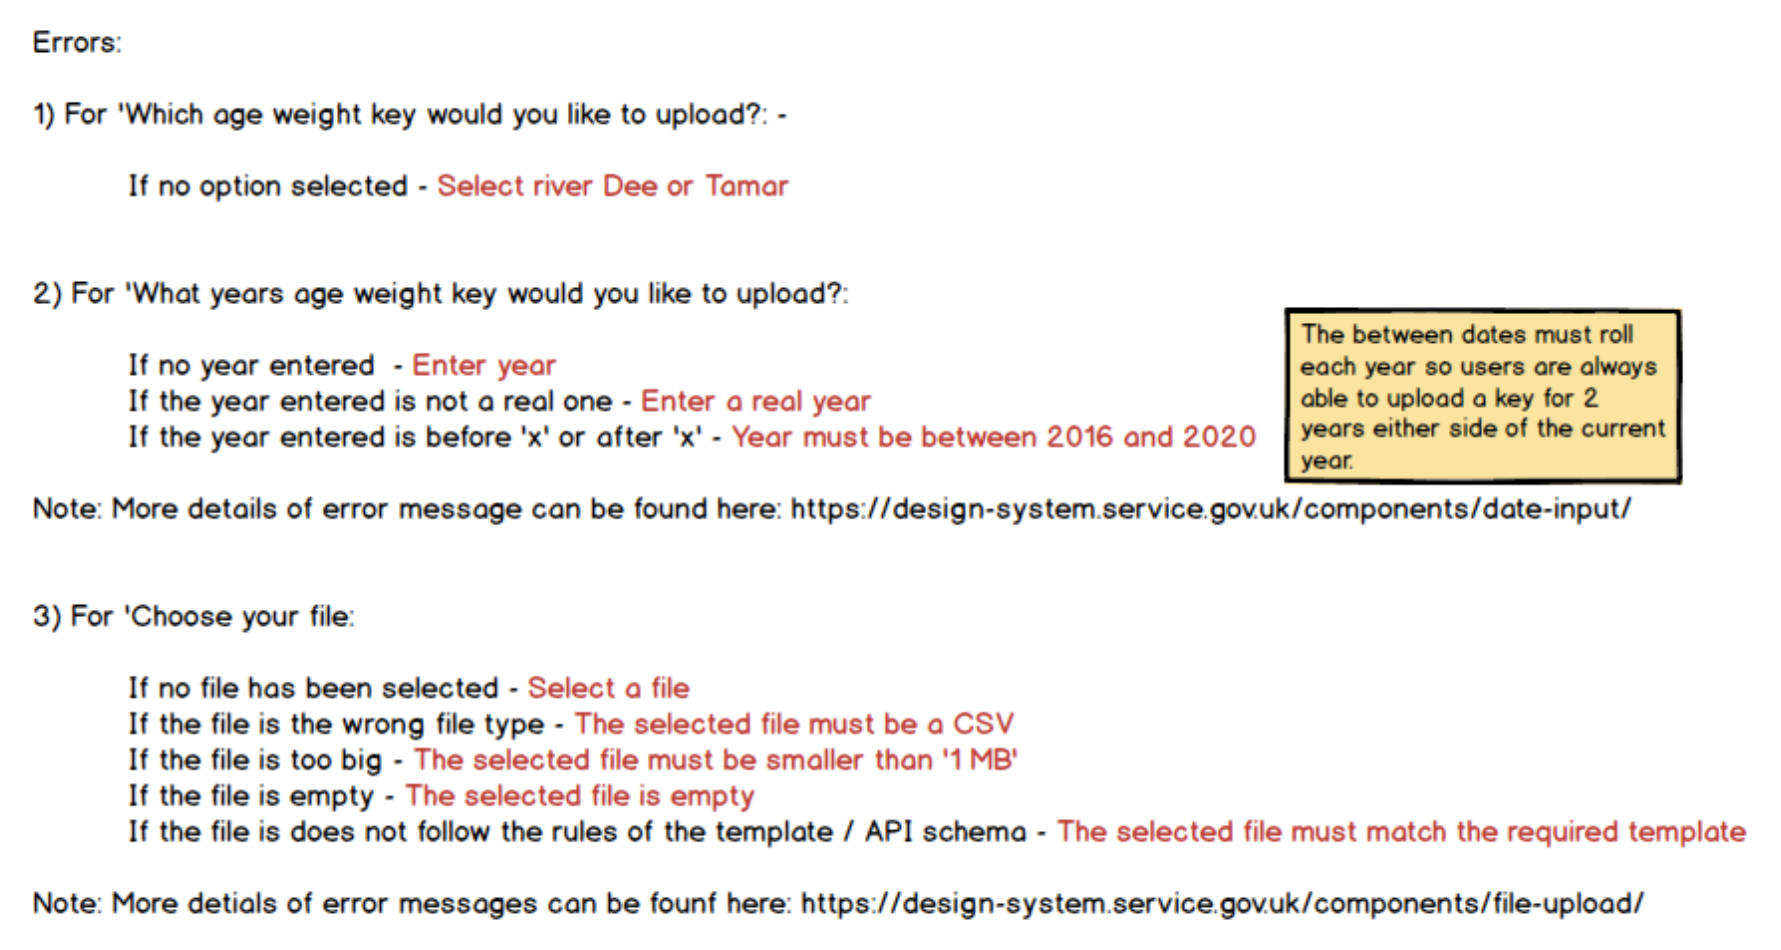 Errors:
1) For 'Which age weight key would you like to upload?: -
If no option selected - Select river Dee or Tamar
2) For 'What years age weight key would you like to upload?:
If no year entered - Enter year
If the year entered is not a real one - Enter a real year
If the year entered is before 'x' or after 'x' - Year must be between 2016 and 2020
The between dates must roll
each year so users are always
able to upload a key for 2
years either side of the current
year.
Note: More details of error message can be found here: https://design-system.service.gov.uk/components/date-input/
3) For 'Choose your file:
If no file has been selected - Select a file
If the file is the wrong file type - The selected file must be a CSV
If the file is too big - The selected file must be smaller than '1 MB'
If the file is empty - The selected file is empty
If the file is does not follow the rules of the template / API schema - The selected file must match the required template
Note: More detials of error messages can be founf here: https://design-system.service.gov.uk/components/file-upload/